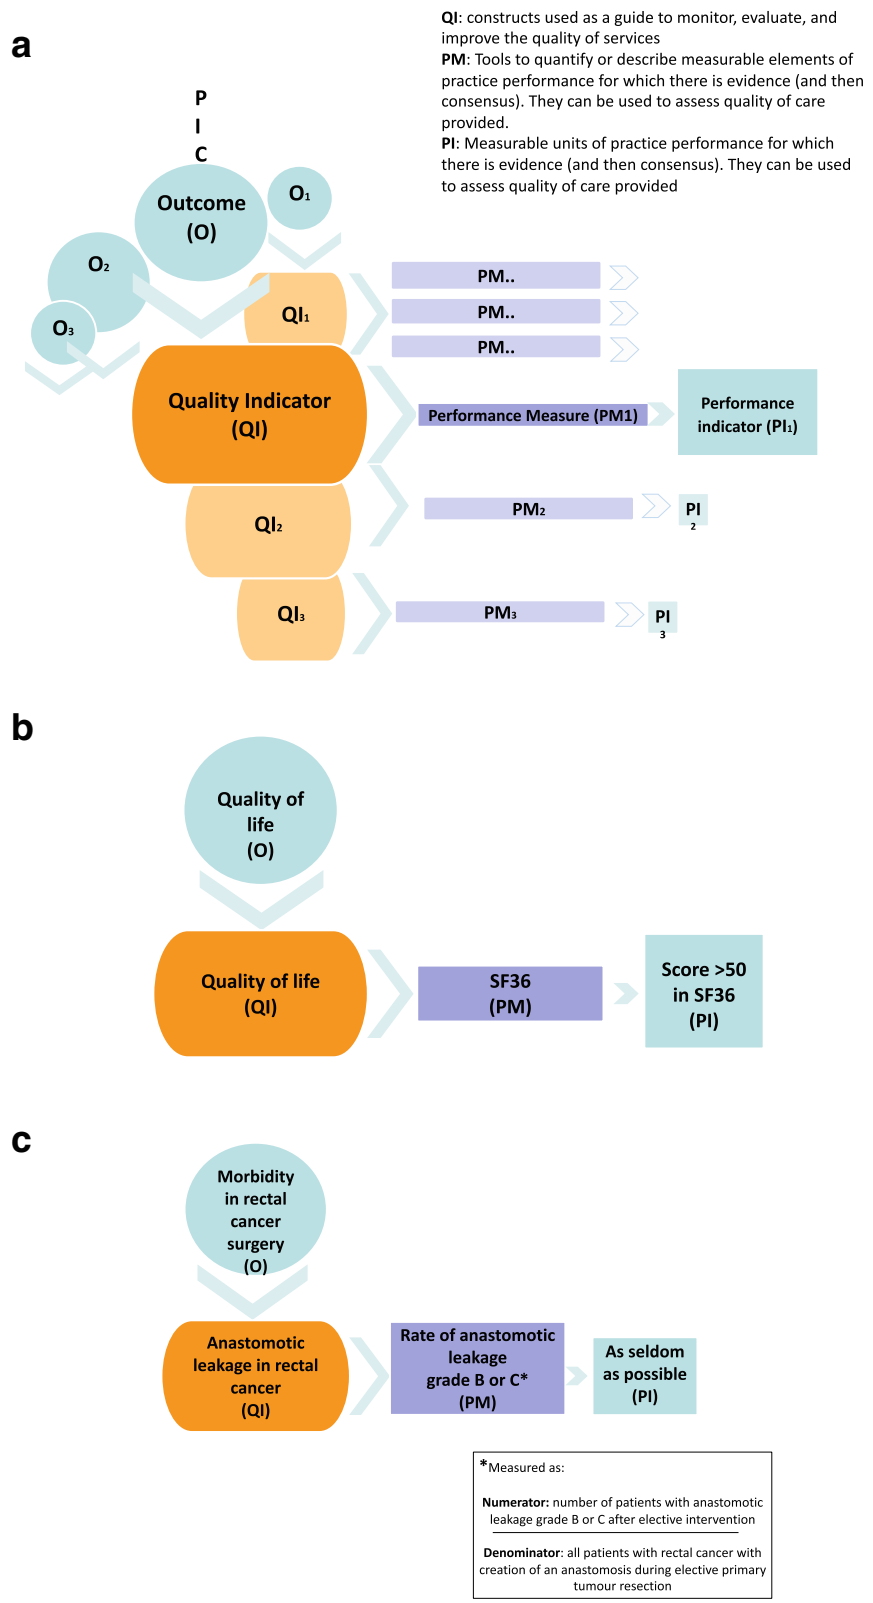 a
QI: constructs used as a guide to monitor, evaluate, and
improve the quality of services
PM: Tools to quantify or describe measurable elements of
practice performance for which there is evidence (and then
consensus). They can be used to assess quality of care
provided.
PI: Measurable units of practice performance for which
there is evidence (and then consensus). They can be used
to assess quality of care provided
P
I
C
Outcome
(O)
O1
O2
O3
QI1
PM..
PM..
PM..
Quality Indicator
(QI)
Performance Measure (PM1)
Performance
indicator (PI1)
QI2
PM2
PI
2
QI3
PM3
PI
3
b
Quality of
life
(O)
Quality of life
(QI)
SF36
(PM)
Score >50
in SF36
(PI)
c
Morbidity
in rectal
cancer
surgery
(O)
Anastomotic
leakage in rectal
cancer
(QI)
Rate of anastomotic
leakage
grade B or C*
(PM)
As seldom
as possible
(PI)
*Measured as:
Numerator: number of patients with anastomotic
leakage grade B or C after elective intervention
Denominator: all patients with rectal cancer with
creation of an anastomosis during elective primary
tumour resection